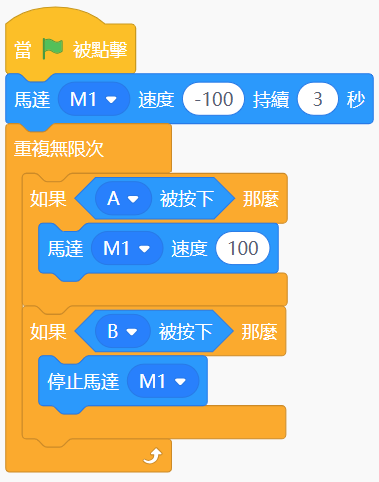 當 被點擊
馬達 M1 速度 -100 持續 3 秒
重複無限次
如果 A 被按下 那麼
馬達 M1 速度 100
如果 B 被按下 那麼
停止馬達 M1